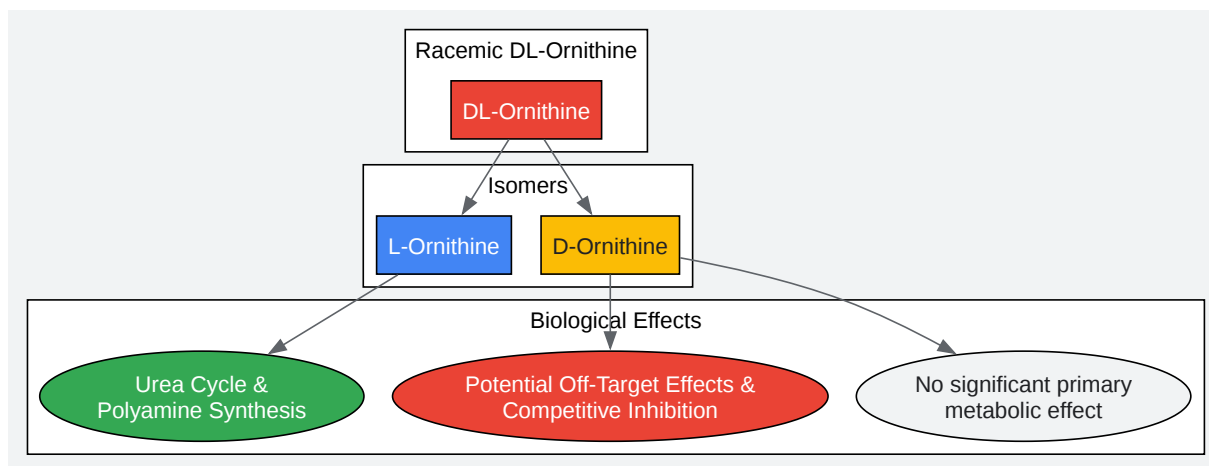 Racemic DL-Ornithine
DL-Ornithine
Isomers
L-Ornithine
D-Ornithine
Biological Effects
Urea Cycle &
Polyamine Synthesis
Potential Off-Target Effects &
Competitive Inhibition
No significant primary
metabolic effect